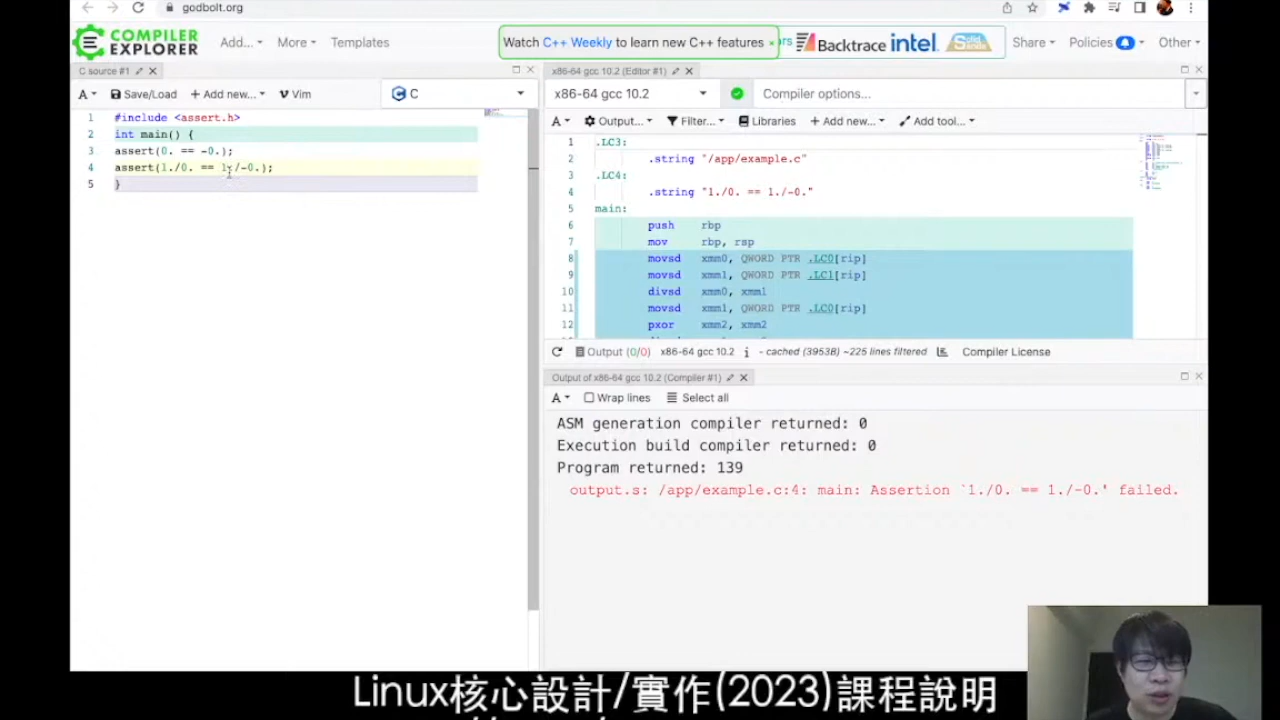 godbolt.org
COMPILER EXPLORER
Add...
More
Templates
Watch C++ Weekly to learn new C++ features ×
rs
Backtrace
intel.
Solid Sands
Share
Policies
Other
C source #1
A
Save/Load
+ Add new...
Vim
C
1 #include <assert.h>
2 int main() {
3 assert(0. == -0.);
4 assert(1./0. == 1./-0.);
5 }
x86-64 gcc 10.2 (Editor #1)
x86-64 gcc 10.2
Compiler options...
A
Output...
Filter...
Libraries
+ Add new...
Add tool...
1 .LC3:
2 .string "/app/example.c"
3 .LC4:
4 .string "1./0. == 1./-0."
5 main:
6 push rbp
7 mov rbp, rsp
8 movsd xmm0, QWORD PTR .LC0[rip]
9 movsd xmm1, QWORD PTR .LC1[rip]
10 divsd xmm0, xmm1
11 movsd xmm1, QWORD PTR .LC0[rip]
12 pxor xmm2, xmm2
Output (0/0) x86-64 gcc 10.2 i - cached (3953B) ~225 lines filtered Compiler License
Output of x86-64 gcc 10.2 (Compiler #1)
A
Wrap lines
Select all
ASM generation compiler returned: 0
Execution build compiler returned: 0
Program returned: 139
output.s: /app/example.c:4: main: Assertion `1./0. == 1./-0.' failed.
Linux核心設計/實作(2023)課程說明